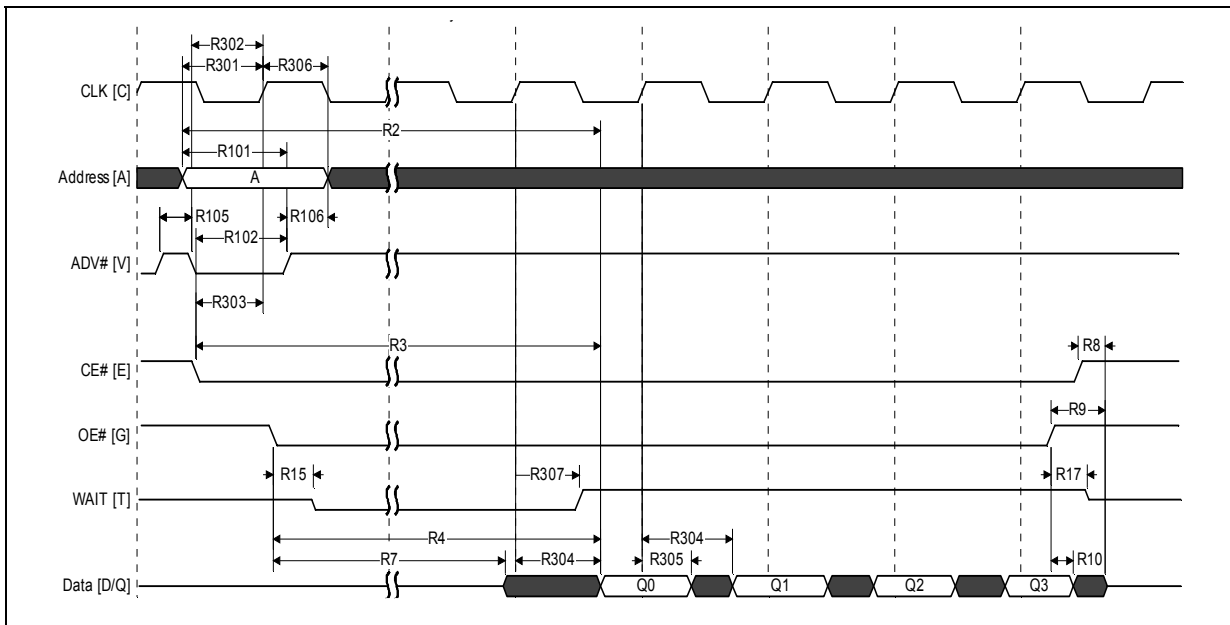 R302
R301 R306
CLK [C]
R2
R101
Address [A] A
R105 R106
R102
ADV# [V]
R303
R3
CE# [E] R8
R9
OE# [G]
R15 R307 R17
WAIT [T]
R4 R304
R7 R304 R305 R10
Data [D/Q] Q0 Q1 Q2 Q3